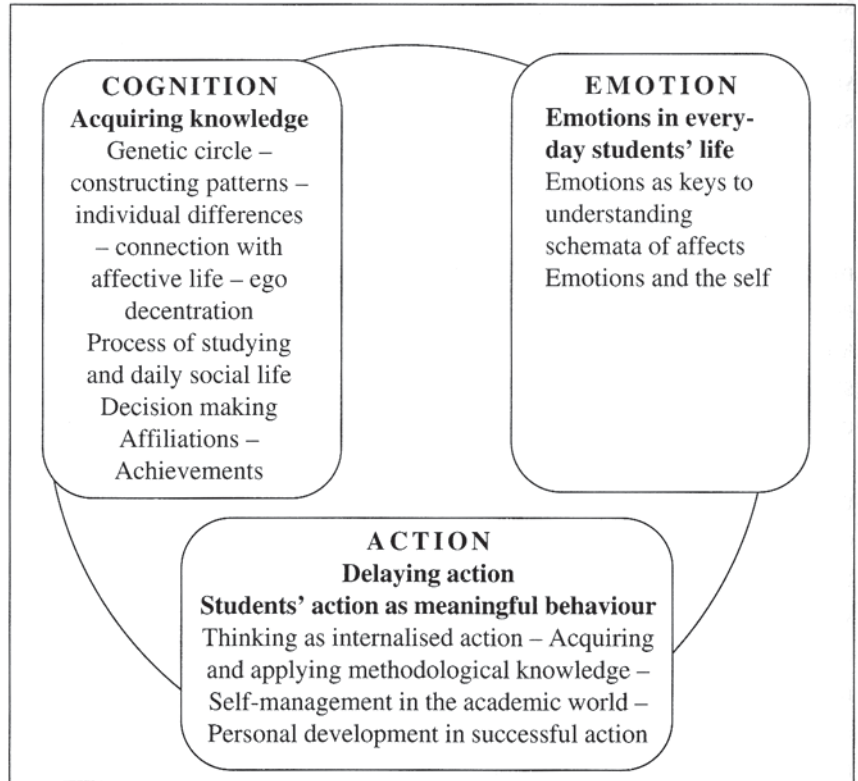 COGNITION
Acquiring knowledge
Genetic circle –
constructing patterns –
individual differences
– connection with
affective life – ego
decentration
Process of studying
and daily social life
Decision making
Affiliations –
Achievements
EMOTION
Emotions in every-
day students’ life
Emotions as keys to
understanding
schemata of affects
Emotions and the self
ACTION
Delaying action
Students’ action as meaningful behaviour
Thinking as internalised action – Acquiring
and applying methodological knowledge –
Self-management in the academic world –
Personal development in successful action